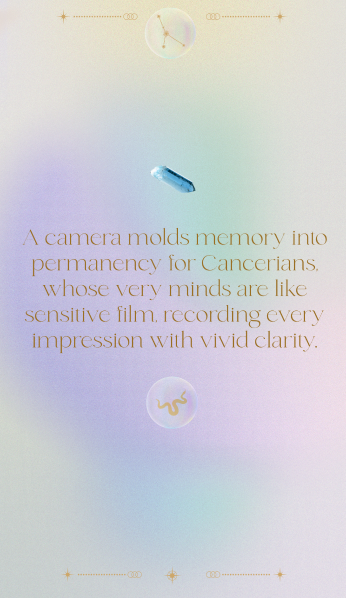 A camera molds memory into
permanency for Cancerians,
whose very minds are like
sensitive film, recording every
impression with vivid clarity.